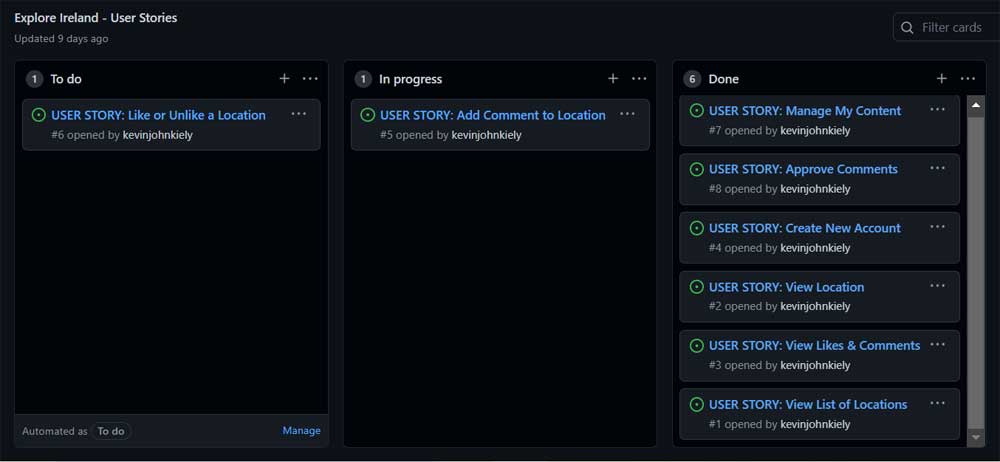 Explore Ireland - User Stories
Updated 9 days ago
Filter cards
1 To do
USER STORY: Like or Unlike a Location
#6 opened by kevinjohnkiely
Automated as To do
Manage
1 In progress
USER STORY: Add Comment to Location
#5 opened by kevinjohnkiely
6 Done
USER STORY: Manage My Content
#7 opened by kevinjohnkiely
USER STORY: Approve Comments
#8 opened by kevinjohnkiely
USER STORY: Create New Account
#4 opened by kevinjohnkiely
USER STORY: View Location
#2 opened by kevinjohnkiely
USER STORY: View Likes & Comments
#3 opened by kevinjohnkiely
USER STORY: View List of Locations
#1 opened by kevinjohnkiely